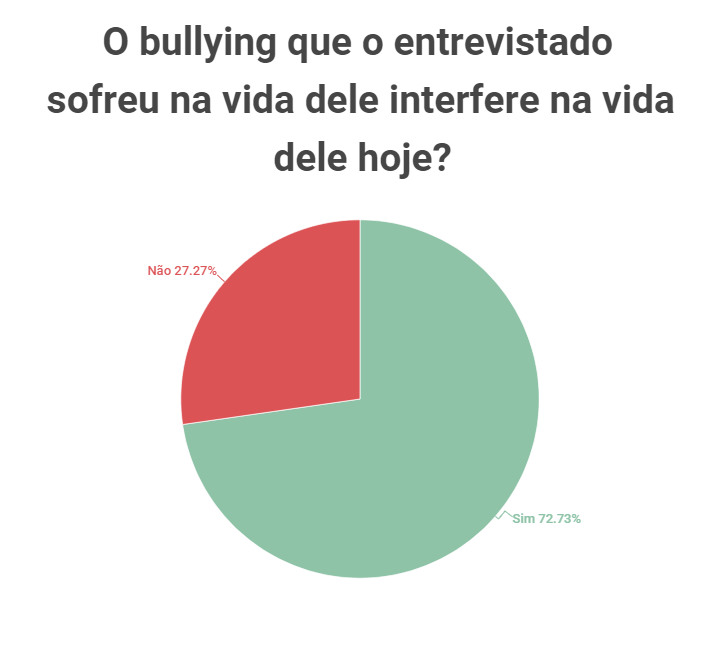 O bullying que o entrevistado
sofreu na vida dele interfere na vida
dele hoje?
Não 27.27%
Sim 72.73%